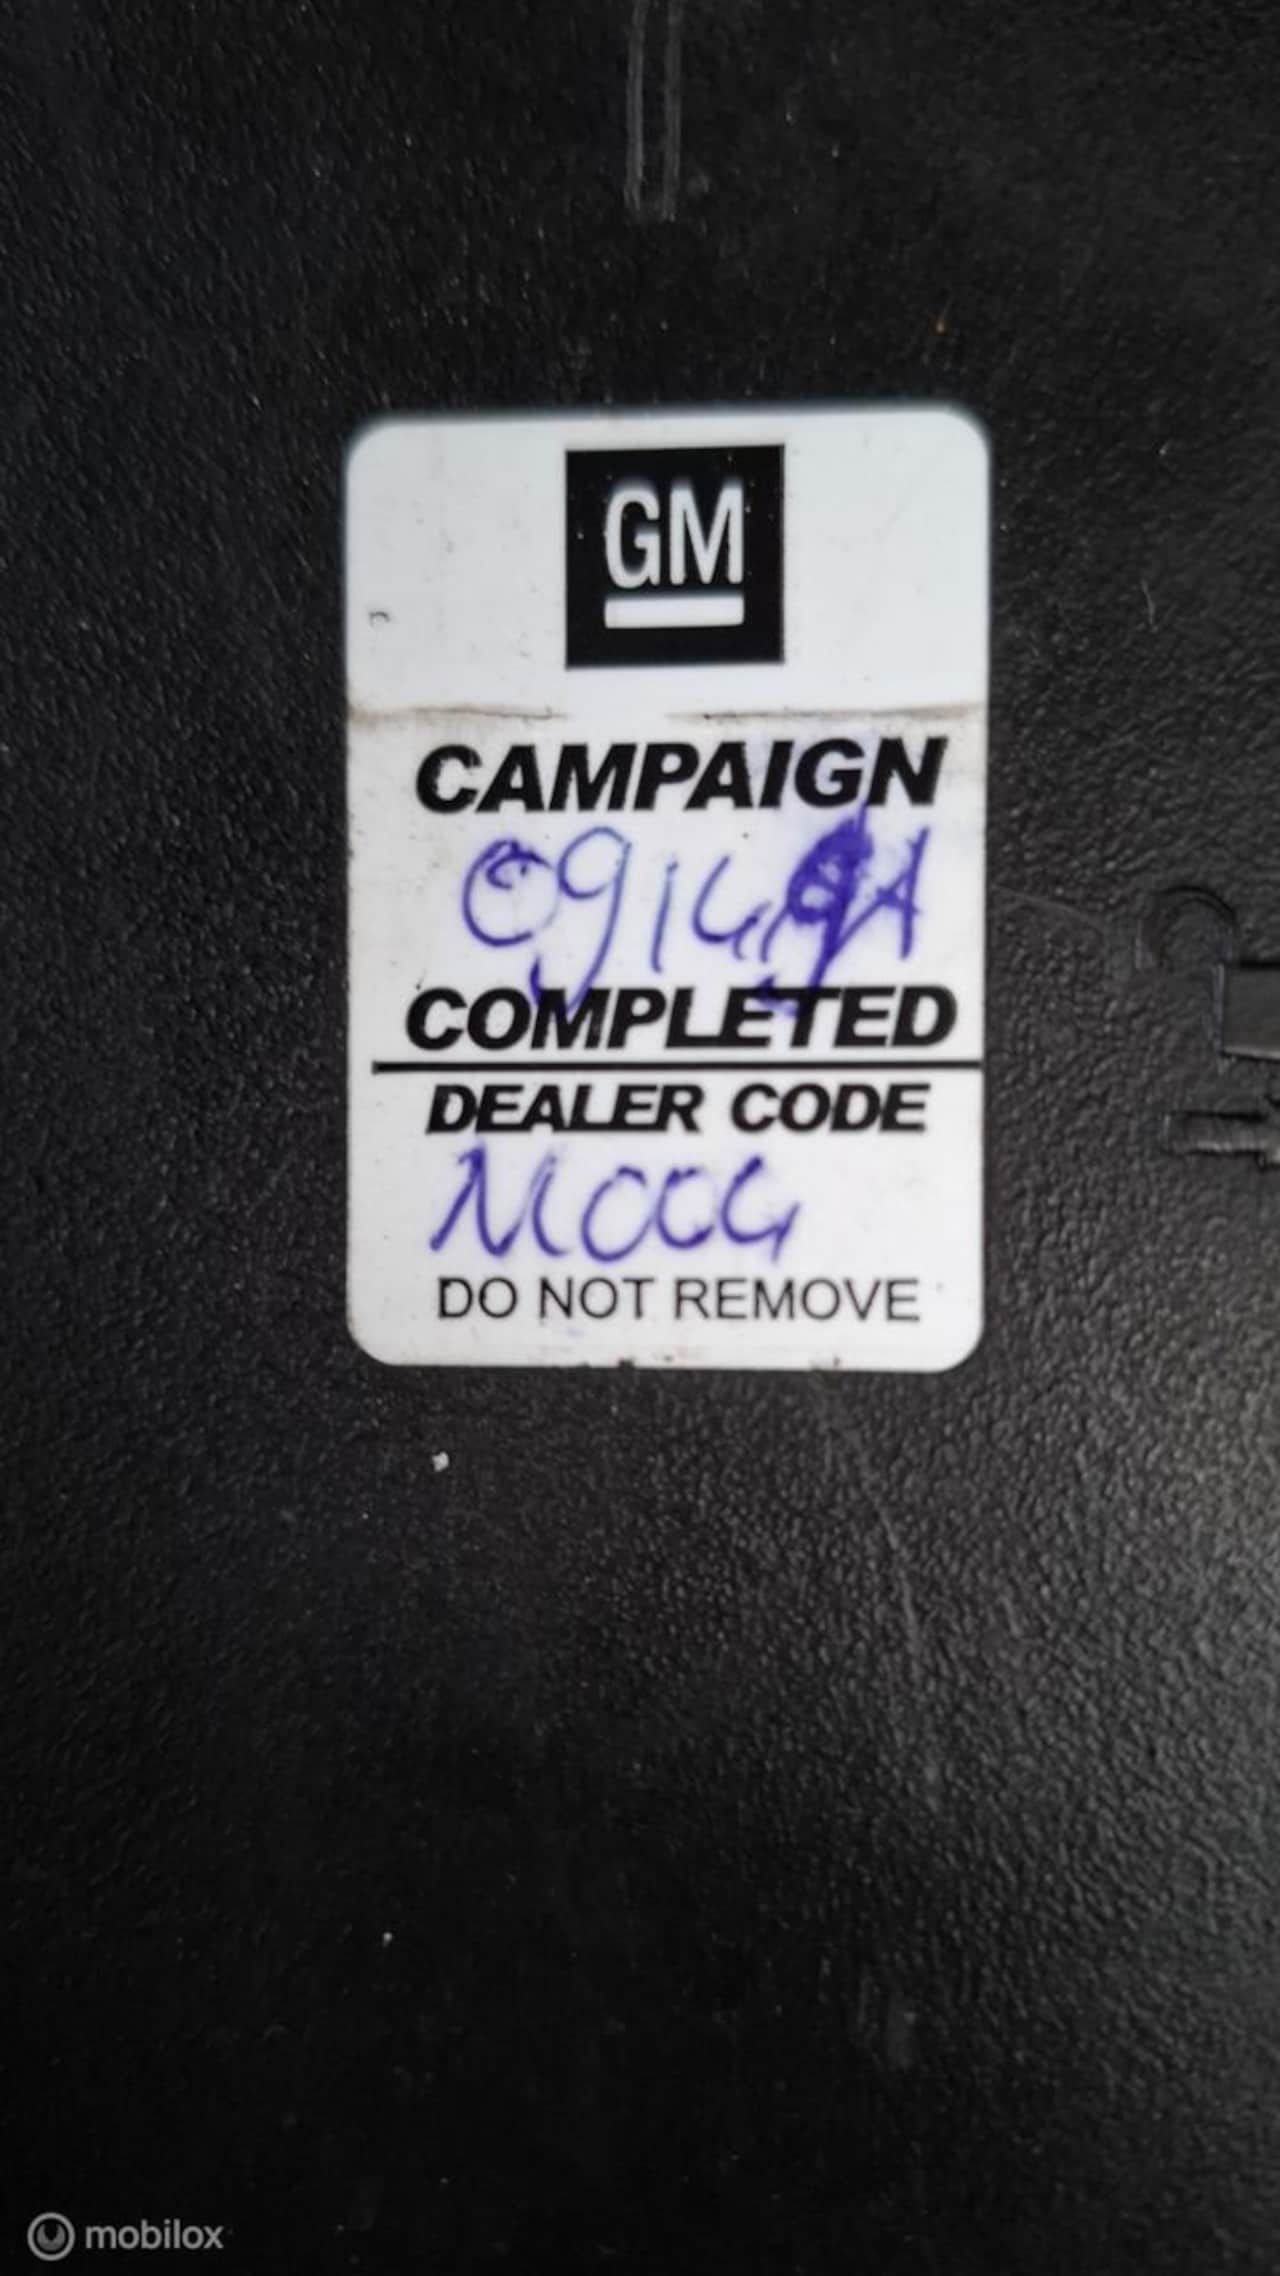 GM
CAMPAIGN
COMPLETED
DEALER CODE
DO NOT REMOVE
mobilox